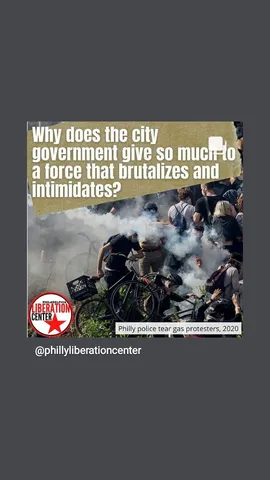 Why does the city
government give so much to
a force that brutalizes and
intimidates?
PHILADELPHIA
LIBERATION
CENTER
Philly police tear gas protesters, 2020
@phillyliberationcenter